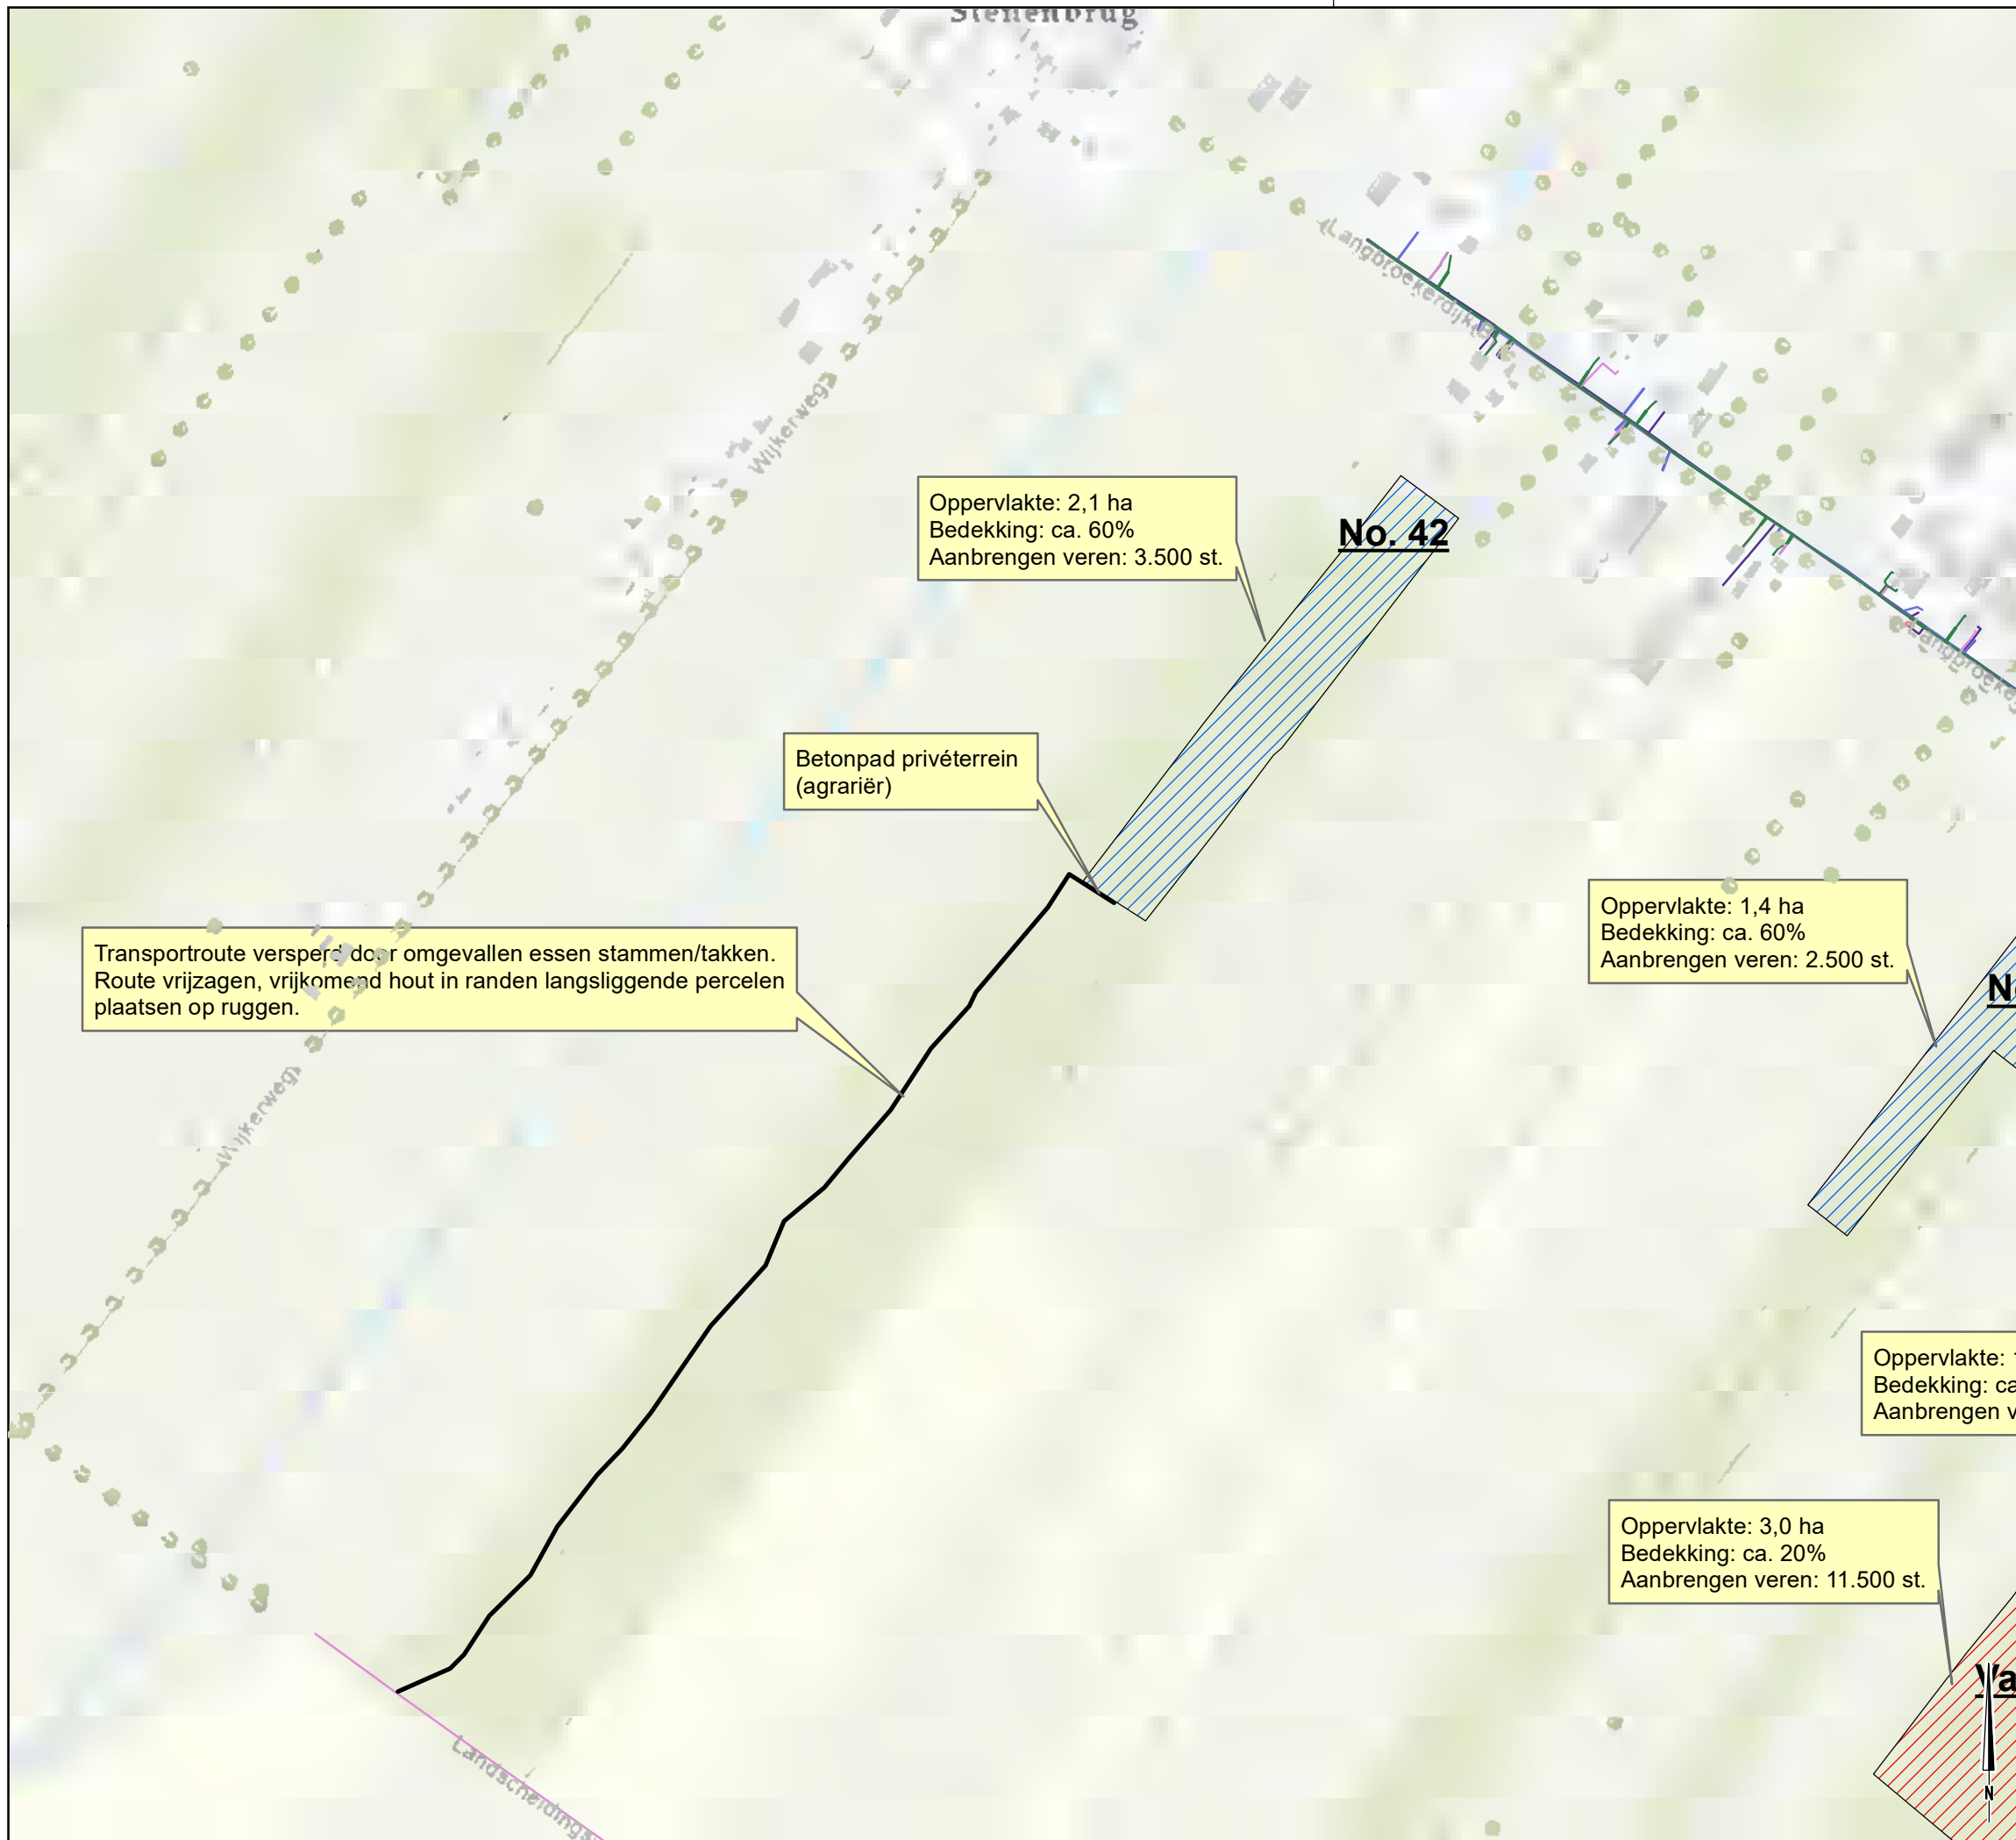 Stenenbrug
(Langbroekerdijk
Wijkerweg
Oppervlakte: 2,1 ha
Bedekking: ca. 60%
Aanbrengen veren: 3.500 st.
No. 42
Betonpad privéterrein
(agrariër)
Oppervlakte: 1,4 ha
Bedekking: ca. 60%
Aanbrengen veren: 2.500 st.
Transportroute versperd door omgevallen essen stammen/takken.
Route vrijzagen, vrijkomend hout in randen langsliggende percelen
plaatsen op ruggen.
Wijkerweg
Oppervlakte:
Bedekking: ca
Aanbrengen v
Oppervlakte: 3,0 ha
Bedekking: ca. 20%
Aanbrengen veren: 11.500 st.
Va
Landscheidings
N